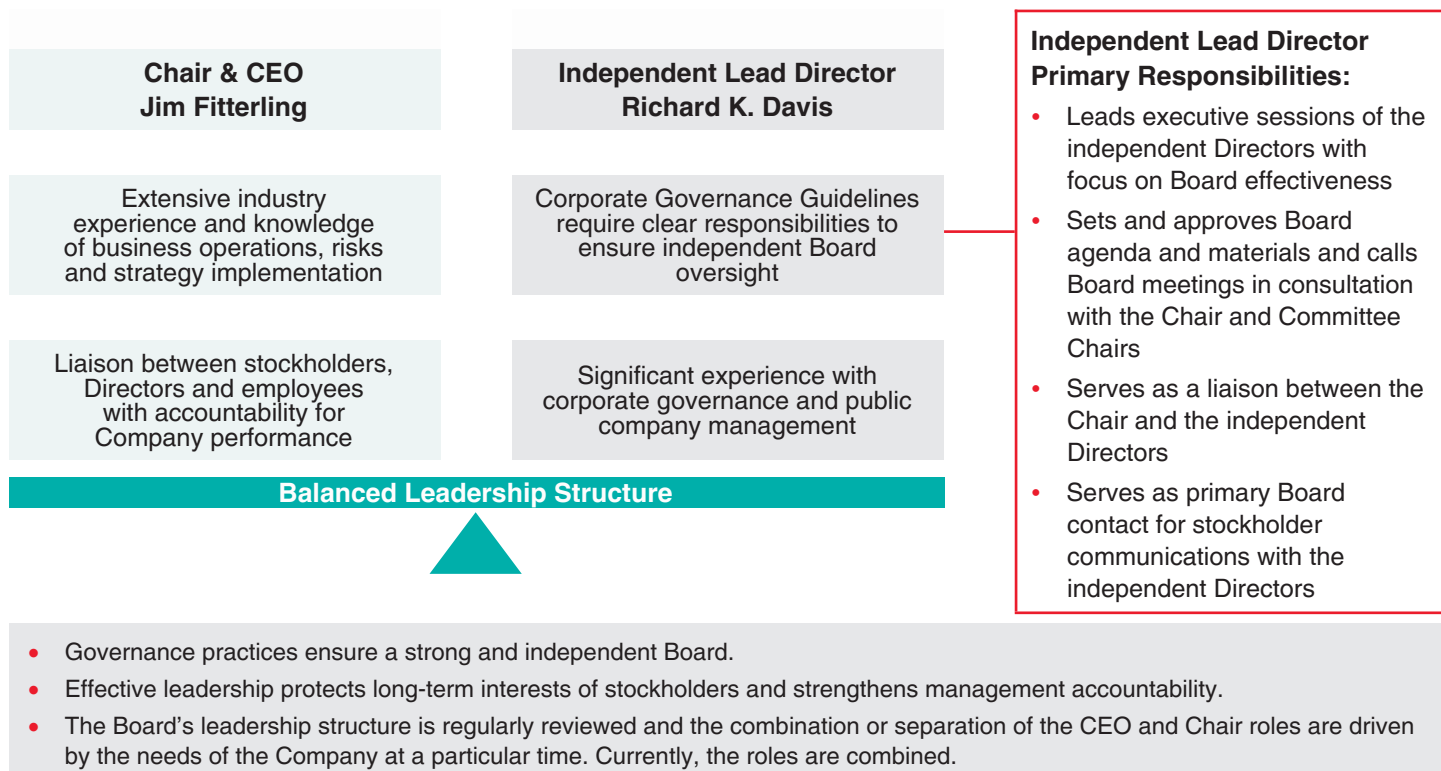 Chair & CEO
Jim Fitterling
Extensive industry
experience and knowledge
of business operations, risks
and strategy implementation
Liaison between stockholders,
Directors and employees
with accountability for
Company performance
Independent Lead Director
Richard K. Davis
Corporate Governance Guidelines
require clear responsibilities to
ensure independent Board
oversight
Significant experience with
corporate governance and public
company management
Balanced Leadership Structure
Independent Lead Director
Primary Responsibilities:
• Leads executive sessions of the
independent Directors with
focus on Board effectiveness
• Sets and approves Board
agenda and materials and calls
Board meetings in consultation
with the Chair and Committee
Chairs
• Serves as a liaison between the
Chair and the independent
Directors
• Serves as primary Board
contact for stockholder
communications with the
independent Directors
• Governance practices ensure a strong and independent Board.
• Effective leadership protects long-term interests of stockholders and strengthens management accountability.
• The Board’s leadership structure is regularly reviewed and the combination or separation of the CEO and Chair roles are driven
by the needs of the Company at a particular time. Currently, the roles are combined.